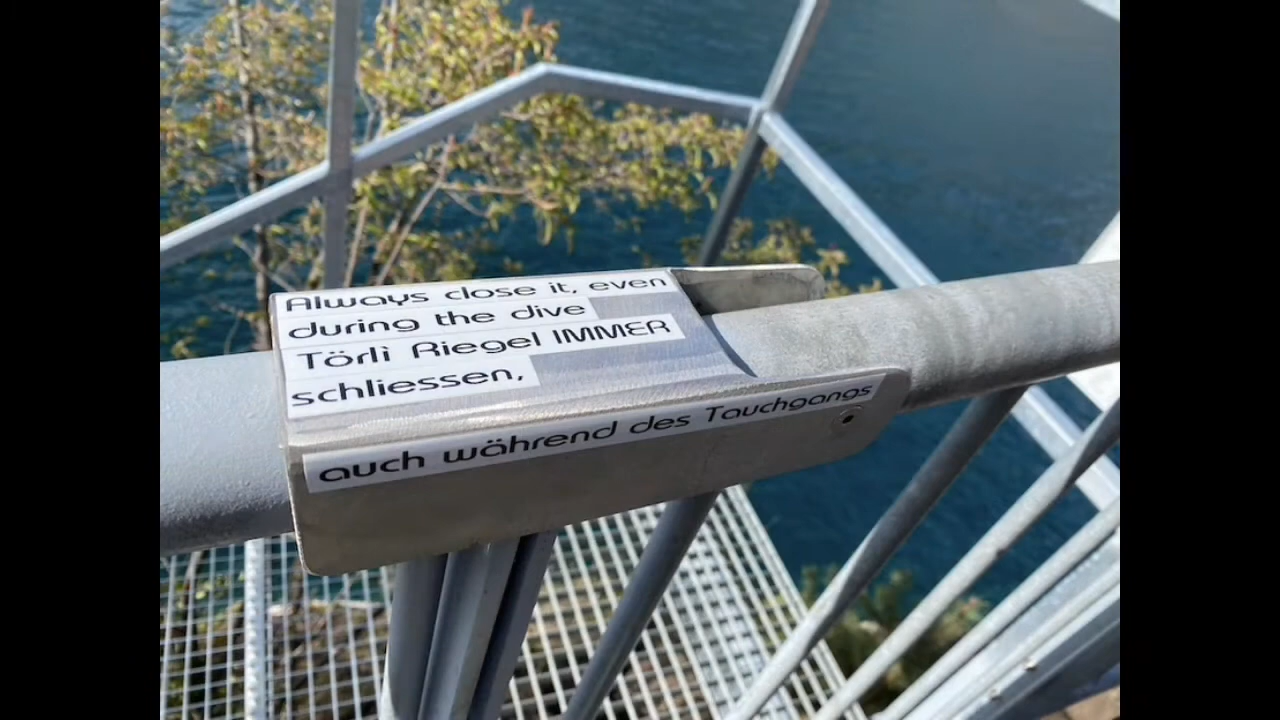 Always close it, even
during the dive
Törli Riegel IMMER
schliessen,
auch während des Tauchgangs